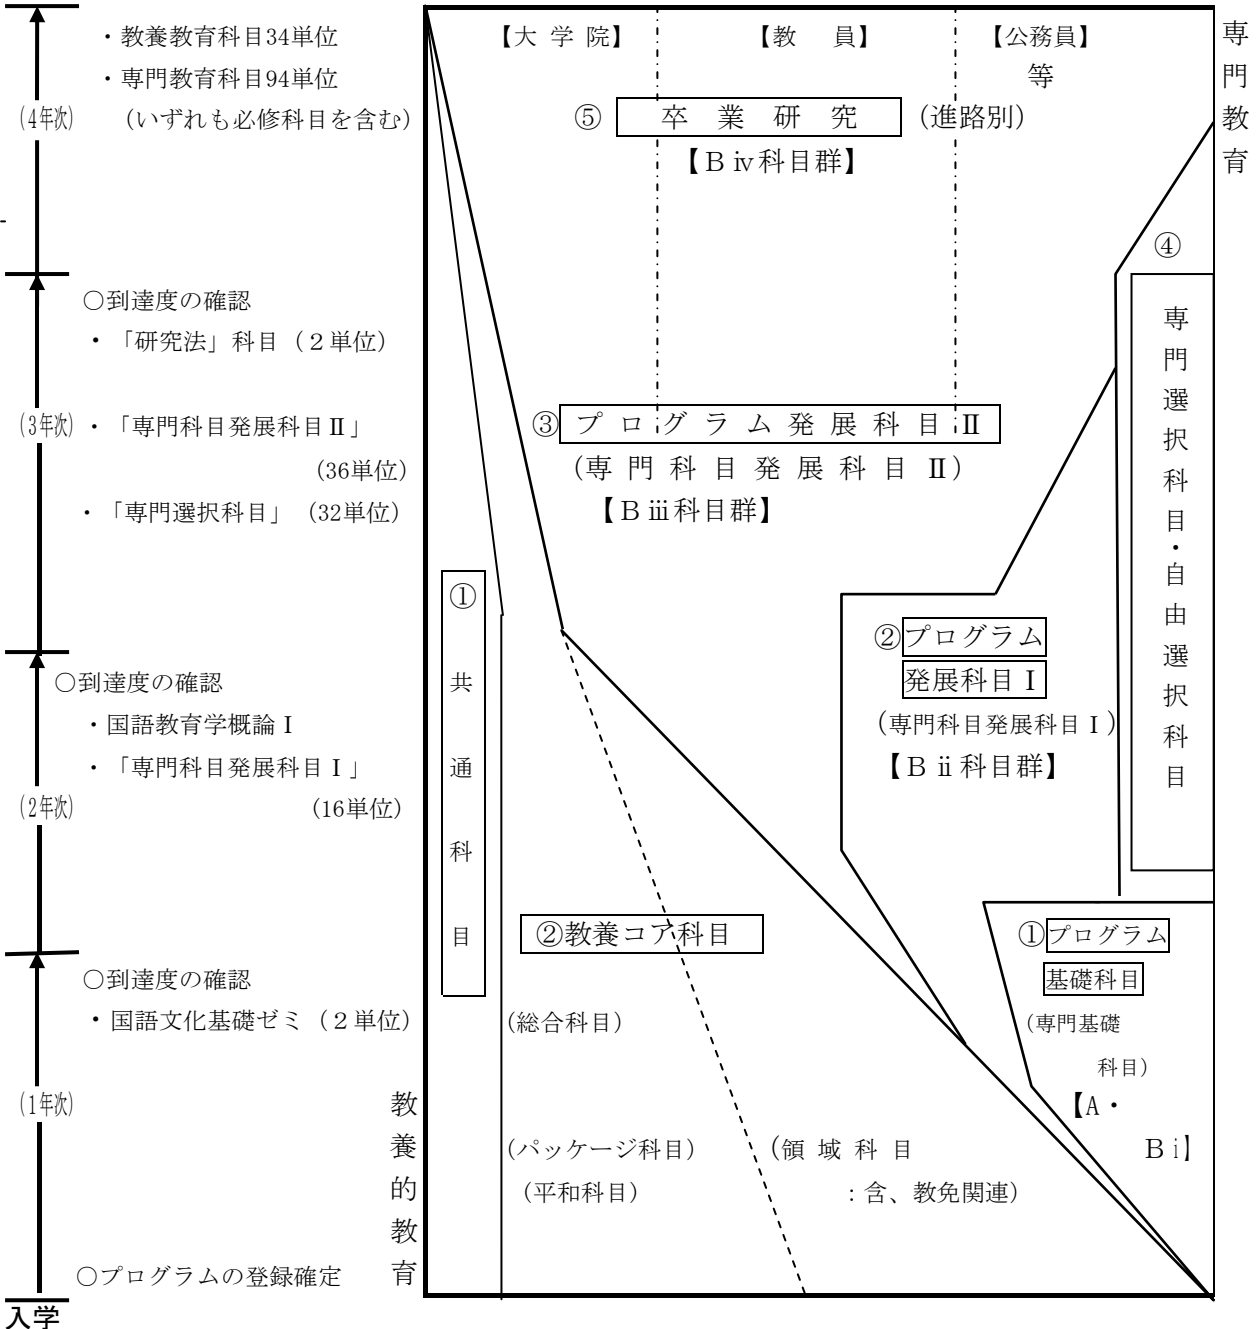 ・教養教育科目34単位
・専門教育科目94単位
(4年次)
(いずれも必修科目を含む)
【大 学 院】
【教 員】
【公務員】
等
専門教育
⑤ 卒 業 研 究 (進路別)
【Ｂⅳ科目群】
④
専門選択科目・自由選択科目
○到達度の確認
・「研究法」科目（２単位）
(3年次)
・「専門科目発展科目Ⅱ」
(36単位)
・「専門選択科目」（32単位）
③ プ ロ グ ラ ム 発 展 科 目 Ⅱ
(専 門 科 目 発 展 科 目 Ⅱ)
【Ｂⅲ科目群】
①
共通科目
②プログラム
発展科目Ⅰ
(専門科目発展科目Ⅰ)
【Ｂⅱ科目群】
○到達度の確認
・国語教育学概論Ⅰ
・「専門科目発展科目Ⅰ」
(2年次)
(16単位)
②教養コア科目
①プログラム
基礎科目
(専門基礎
科目)
【A・
Ｂⅰ】
○到達度の確認
・国語文化基礎ゼミ（２単位）
(総合科目)
(1年次)
教養的教育
(パッケージ科目)
(平和科目)
(領 域 科 目
：含、教免関連)
○プログラムの登録確定
入学